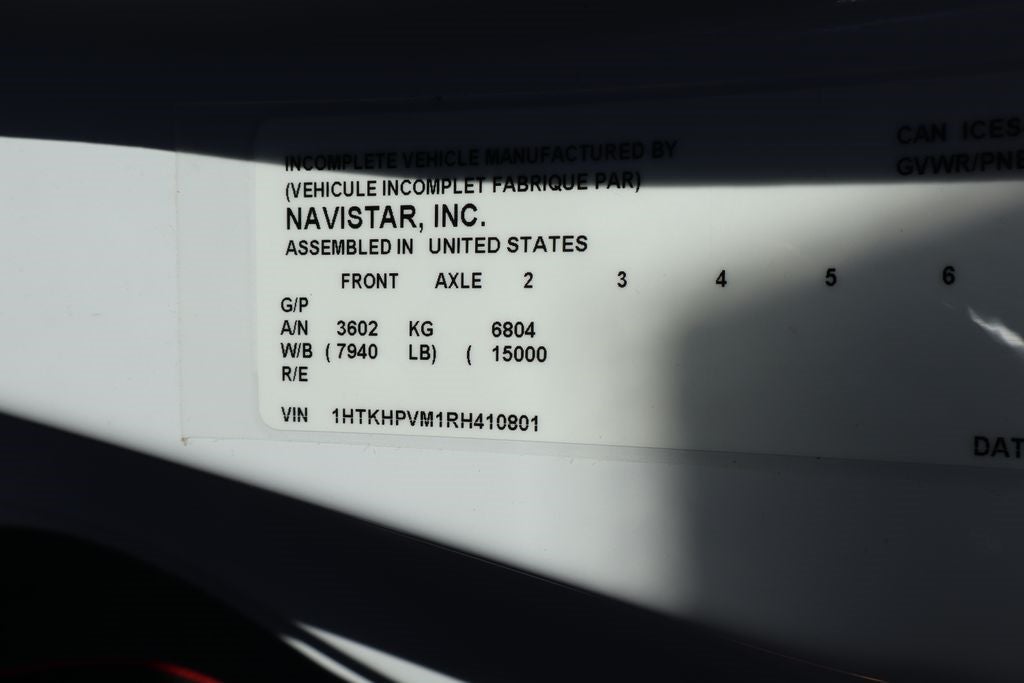 INCOMPLETE VEHICLE MANUFACTURED BY
(VEHICULE INCOMPLET FABRIQUE PAR)
NAVISTAR, INC.
ASSEMBLED IN UNITED STATES
CAN ICES
GVWR/PNB
FRONT AXLE 2 3 4 5 6
G/P
A/N 3602 KG 6804
W/B ( 7940 LB) ( 15000
R/E
VIN 1HTKHPVM1RH410801
DAT